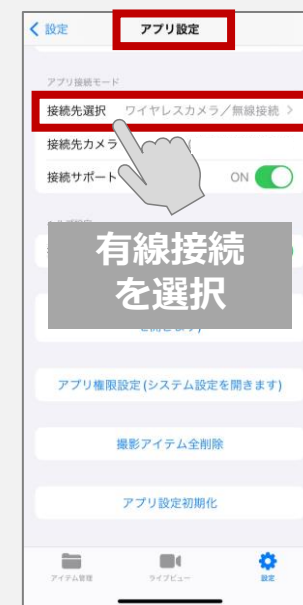 設定
アプリ設定
アプリ接続モード
接続先選択 ワイヤレスカメラ／無線接続
接続先カメラ
接続サポート ON
有線接続
を選択
アプリ権限設定(システム設定を開きます)
撮影アイテム全削除
アプリ設定初期化
アイテム管理 ライブビュー 設定